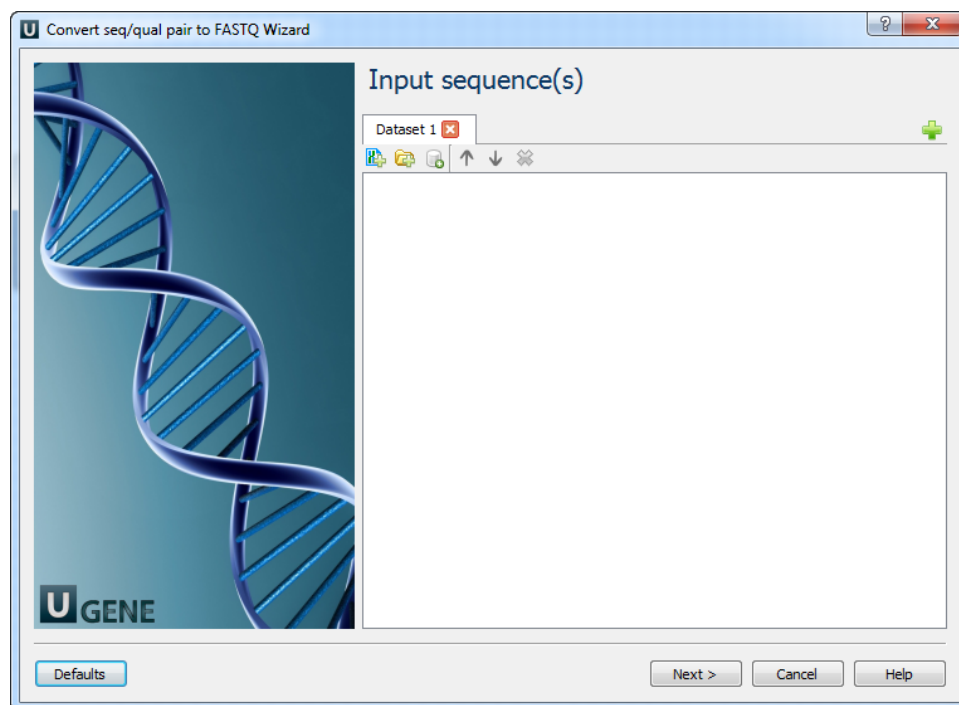 U Convert seq/qual pair to FASTQ Wizard
Input sequence(s)
Dataset 1
U GENE
Defaults
Next >
Cancel
Help